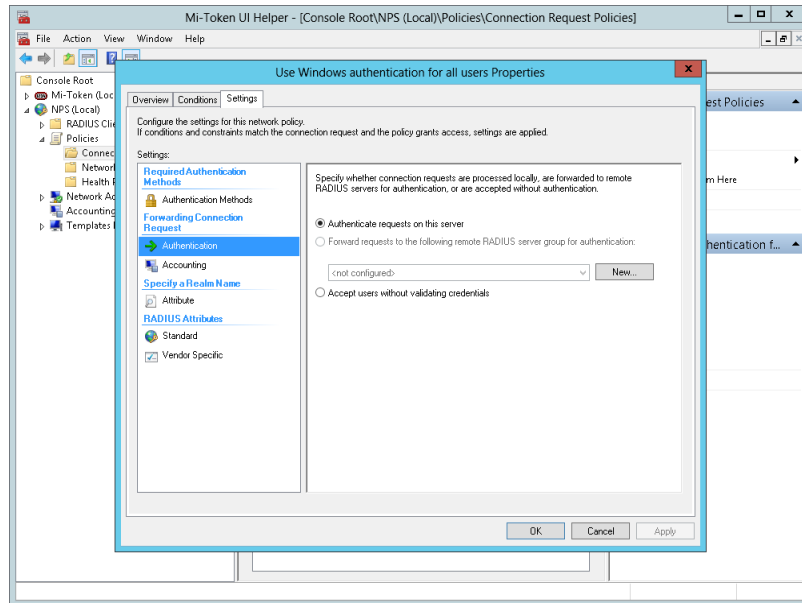 Mi-Token UI Helper - [Console Root\NPS (Local)\Policies\Connection Request Policies]
File Action View Window Help
Console Root
Mi-Token (Loc
NPS (Local)
RADIUS Clie
Policies
Connec
Network
Health P
Network Ac
Accounting
Templates
est Policies
m Here
hentication f...
Use Windows authentication for all users Properties
Overview Conditions Settings
Configure the settings for this network policy.
If conditions and constraints match the connection request and the policy grants access, settings are applied.
Settings:
Required Authentication
Methods
Authentication Methods
Forwarding Connection
Request
Authentication
Accounting
Specify a Realm Name
Attribute
RADIUS Attributes
Standard
Vendor Specific
Specify whether connection requests are processed locally, are forwarded to remote
RADIUS servers for authentication, or are accepted without authentication.
Authenticate requests on this server
Forward requests to the following remote RADIUS server group for authentication:
<not configured> New...
Accept users without validating credentials
OK Cancel Apply